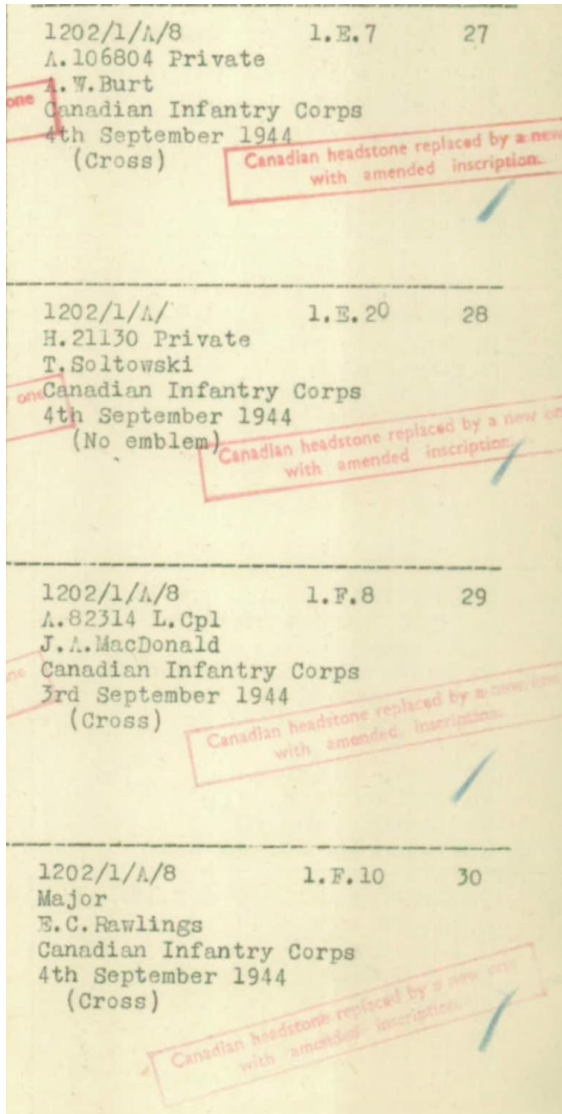 1202/1/A/8 1.E.7 27
A.106804 Private
A.W.Burt
one
Canadian Infantry Corps
4th September 1944
(Cross)
Canadian headstone replaced by a new
with amended inscription.
1202/1/A/ 1.E.20 28
H.21130 Private
T.Soltowski
one
Canadian Infantry Corps
4th September 1944
(No emblem)
Canadian headstone replaced by a new one
with amended inscription.
1202/1/A/8 1.F.8 29
A.82314 L.Cpl
J.A.MacDonald
Canadian Infantry Corps
3rd September 1944
(Cross)
Canadian headstone replaced by a new one
with amended inscription.
1202/1/A/8 1.F.10 30
Major
E.C.Rawlings
Canadian Infantry Corps
4th September 1944
(Cross)
Canadian headstone replaced by a new one
with amended inscription.